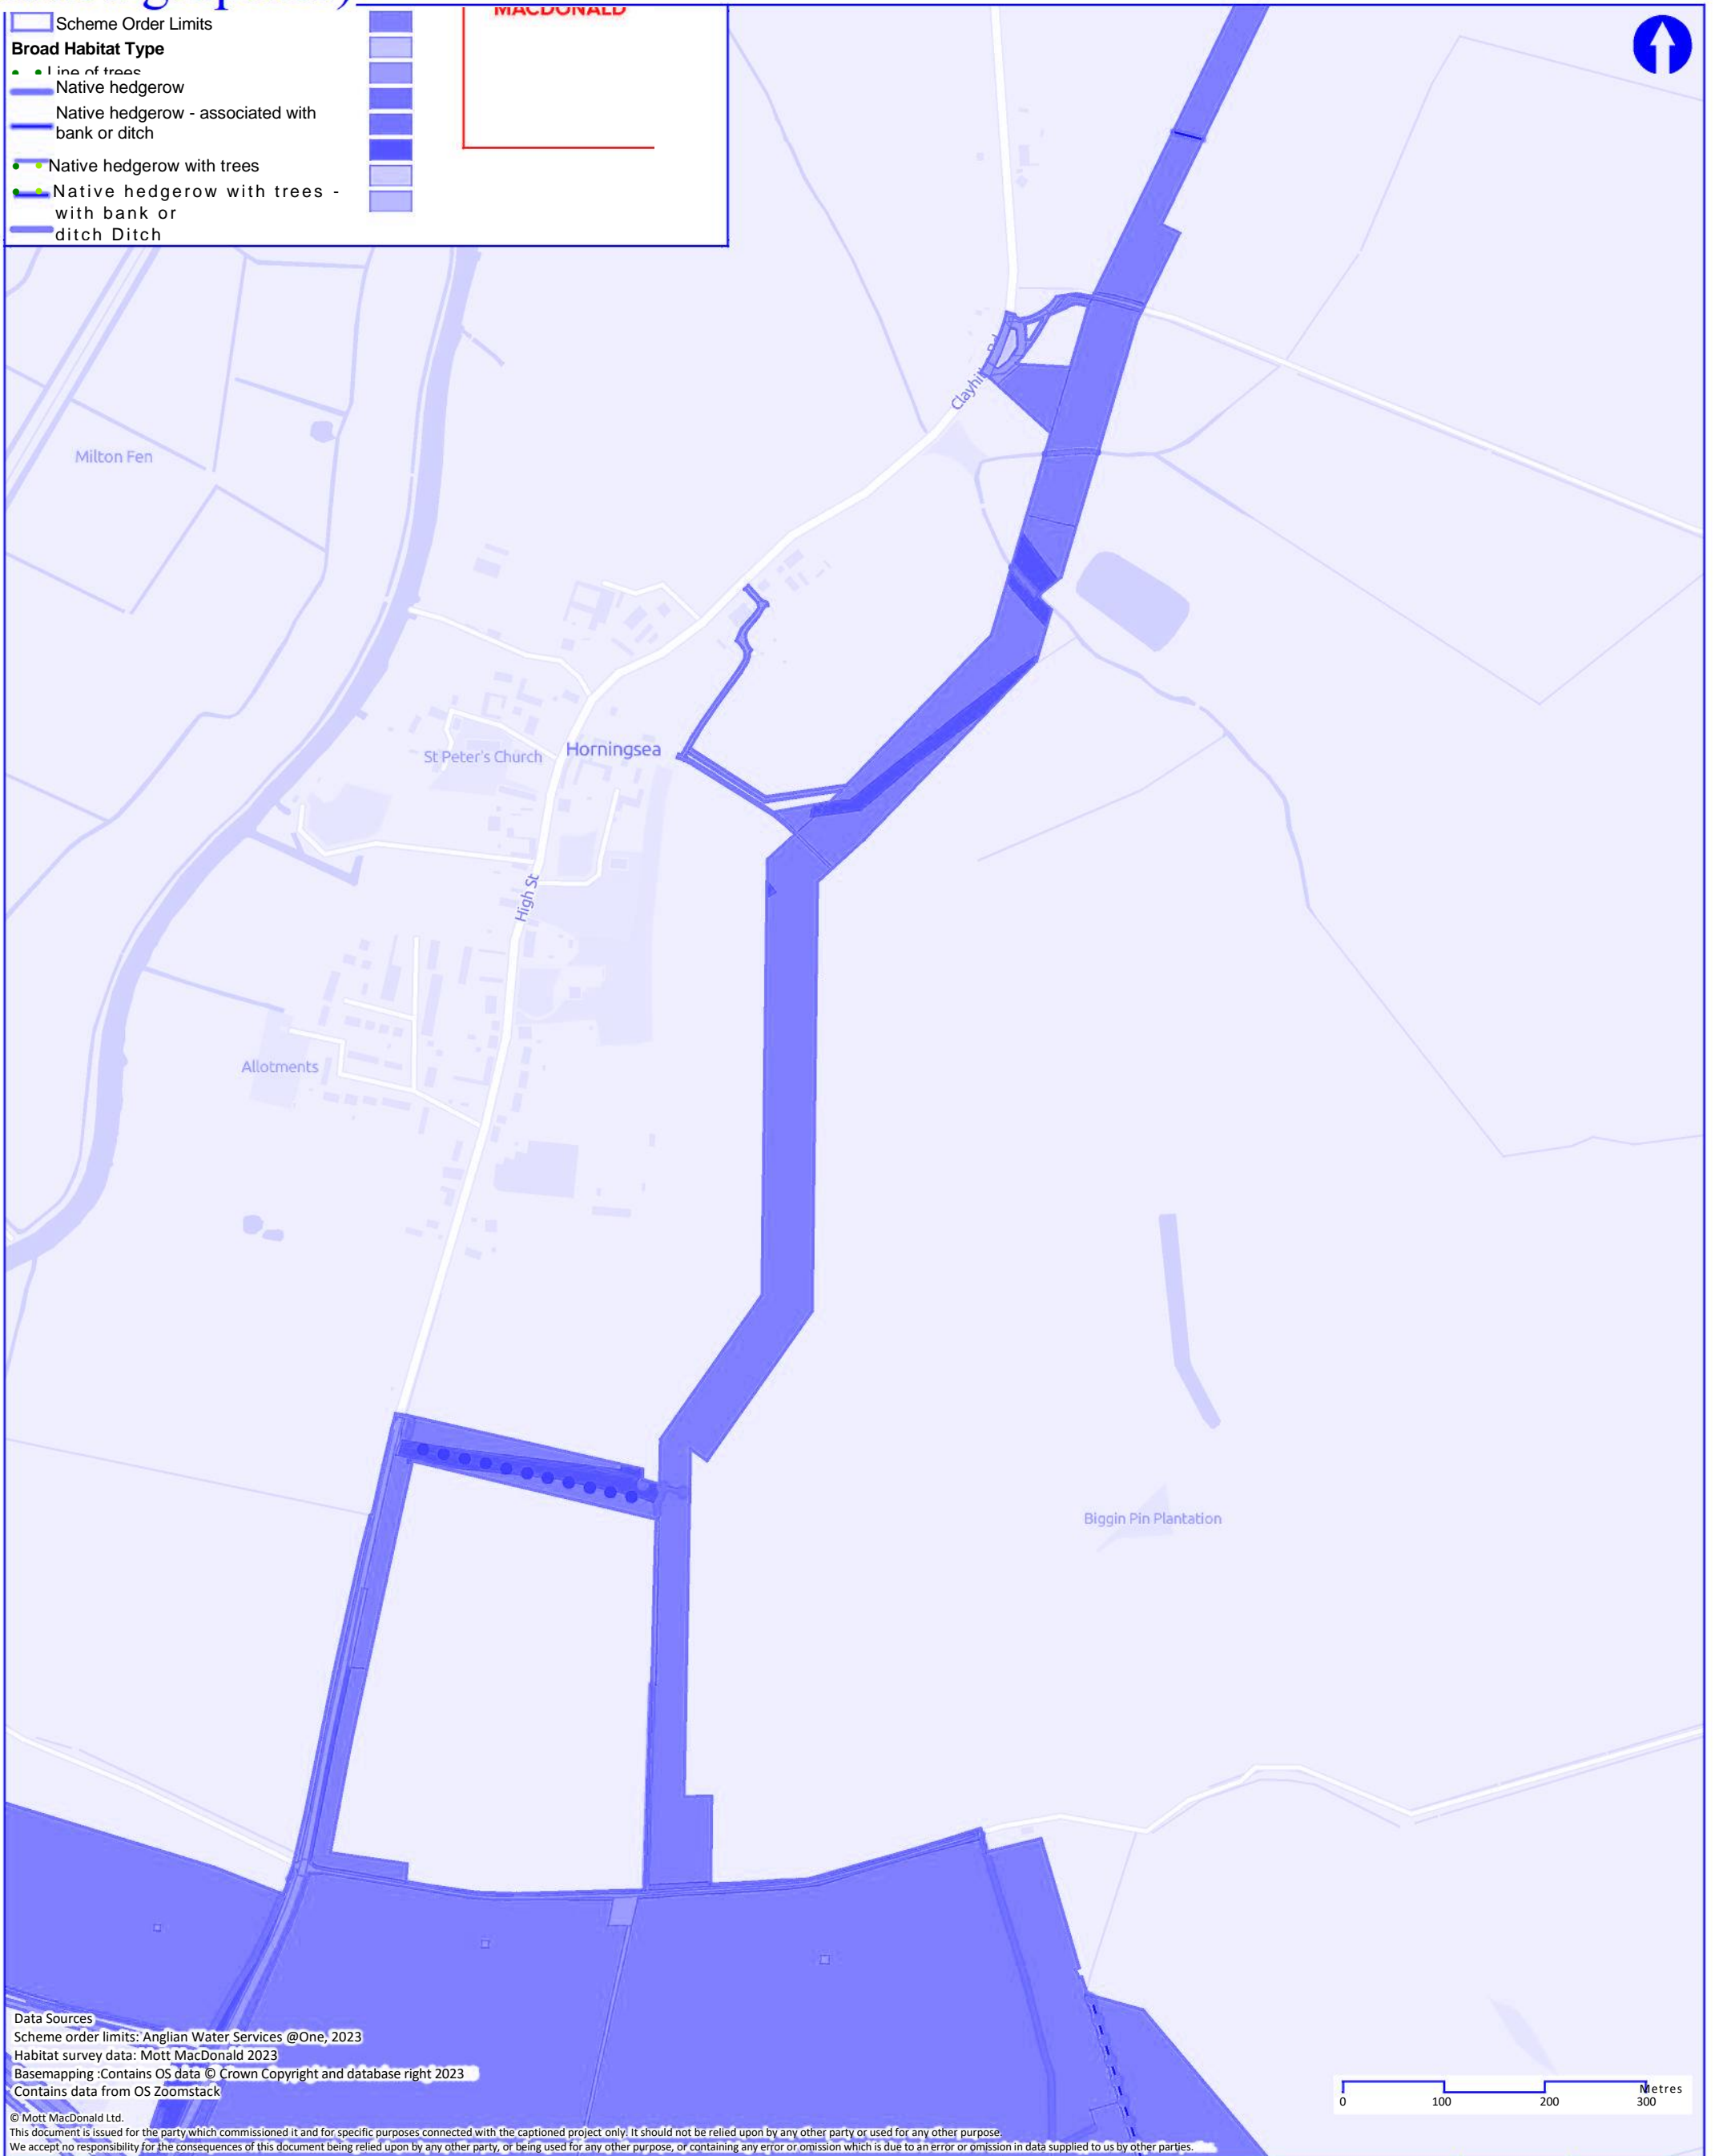 MACDONALD
Scheme Order Limits
Broad Habitat Type
Line of trees
Native hedgerow
Native hedgerow - associated with
bank or ditch
Native hedgerow with trees
Native hedgerow with trees -
with bank or
ditch Ditch
Milton Fen
Clayhi
St Peter's Church
Horningsea
High St
Allotments
Biggin Pin Plantation
Data Sources
Scheme order limits: Anglian Water Services @One, 2023
Habitat survey data: Mott MacDonald 2023
Basemapping :Contains OS data © Crown Copyright and database right 2023
Contains data from OS Zoomstack
© Mott MacDonald Ltd.
This document is issued for the party which commissioned it and for specific purposes connected with the captioned project only. It should not be relied upon by any other party or used for any other purpose.
We accept no responsibility for the consequences of this document being relied upon by any other party, or being used for any other purpose, or containing any error or omission which is due to an error or omission in data supplied to us by other parties.
Metres
0 100 200 300